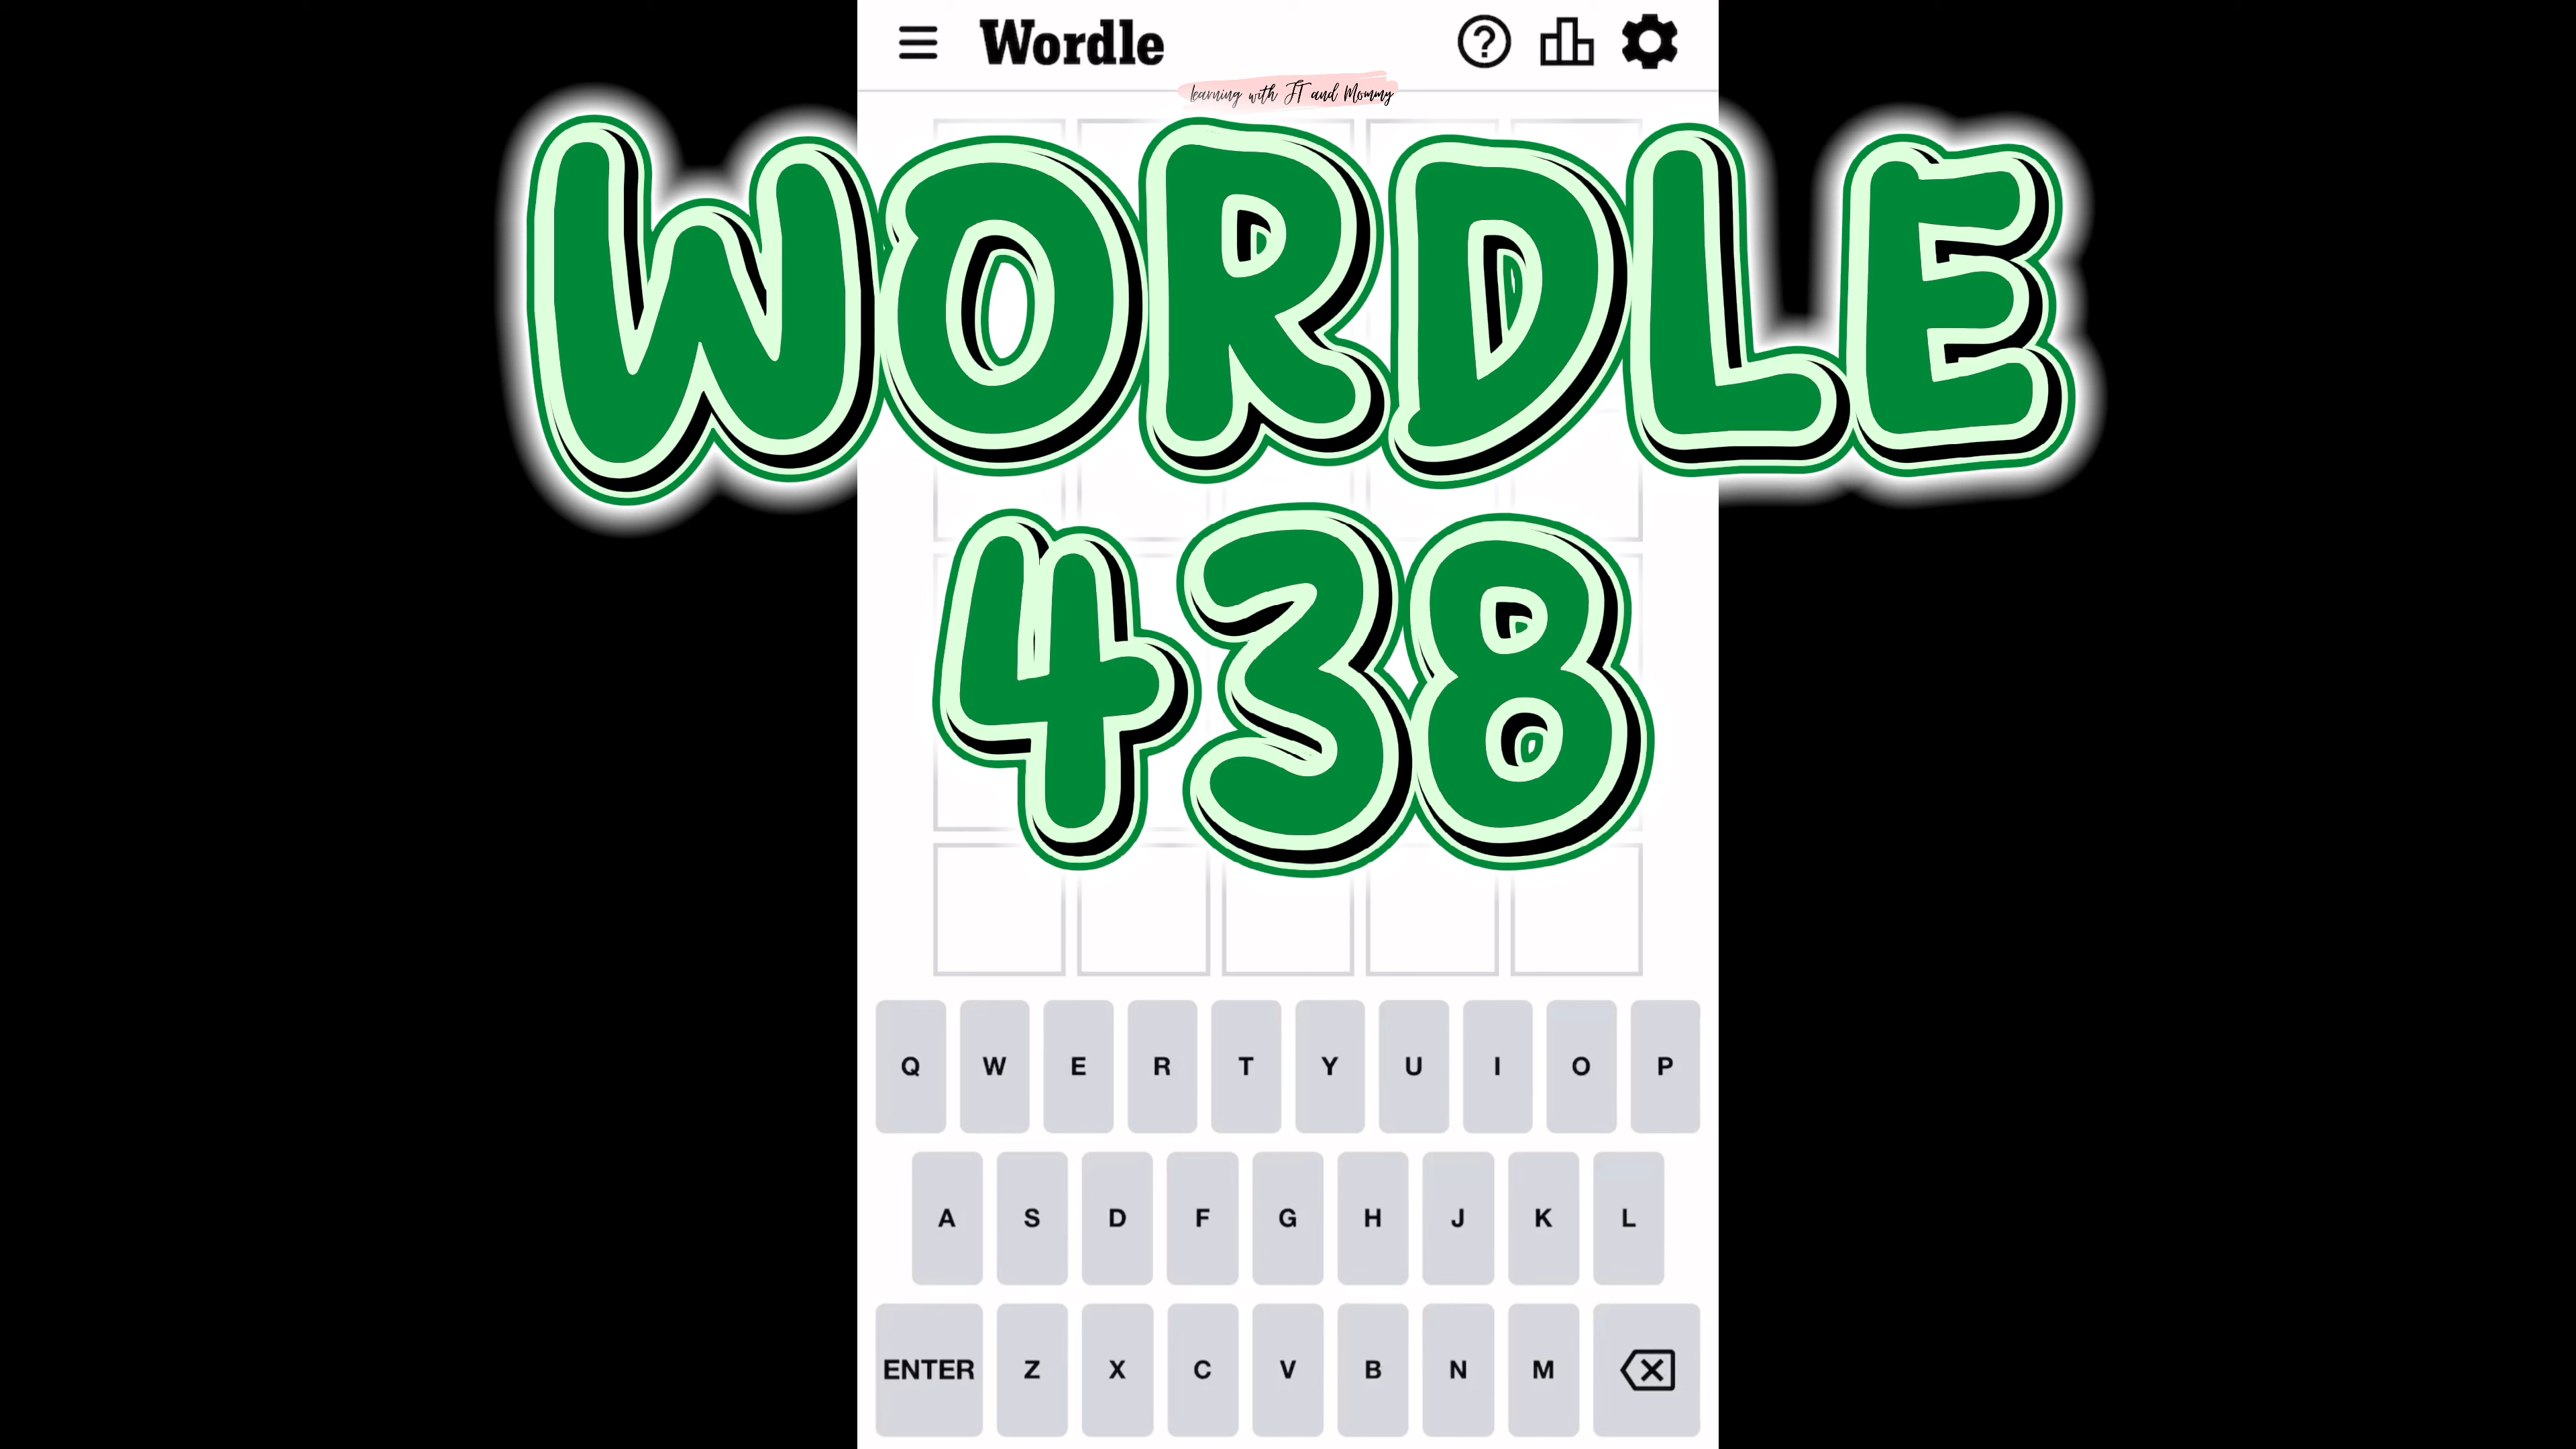 Wordle
learning with JT and Mommy
WORDLE
438
Q W E R T Y U I O P
A S D F G H J K L
ENTER Z X C V B N M